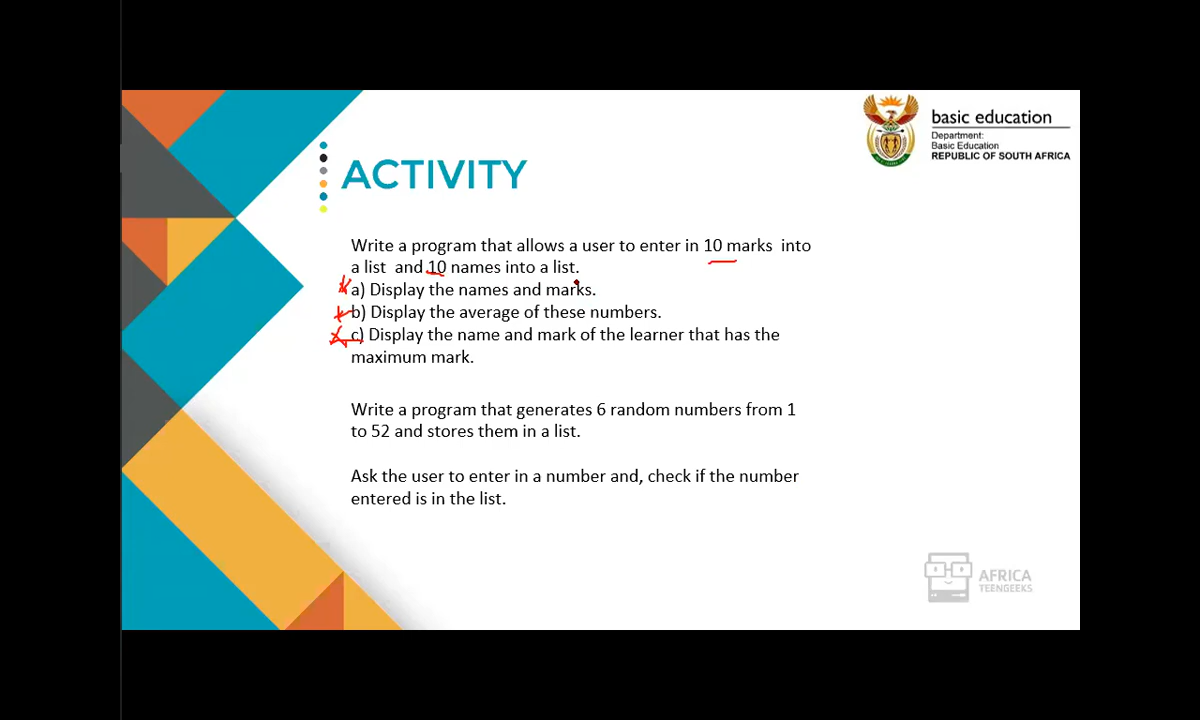 basic education
Department:
Basic Education
REPUBLIC OF SOUTH AFRICA
ACTIVITY
Write a program that allows a user to enter in 10 marks into
a list and 10 names into a list.
a) Display the names and marks.
b) Display the average of these numbers.
c) Display the name and mark of the learner that has the
maximum mark.
Write a program that generates 6 random numbers from 1
to 52 and stores them in a list.
Ask the user to enter in a number and, check if the number
entered is in the list.
AFRICA
TEENGEEKS